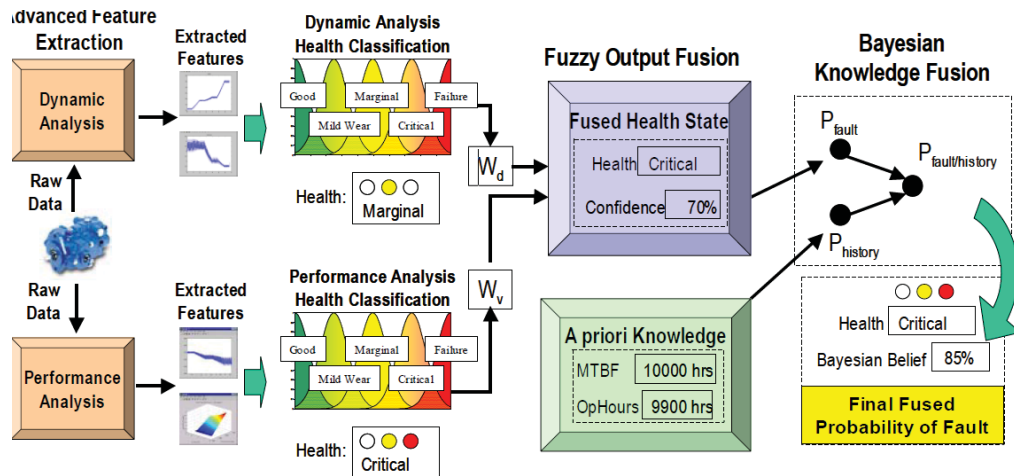 Advanced Feature
Extraction
Dynamic
Analysis
Raw
Data
Raw
Data
Performance
Analysis
Extracted
Features
Extracted
Features
Dynamic Analysis
Health Classification
Good
Marginal
Failure
Mild Wear
Critical
Health:
Marginal
Performance Analysis
Health Classification
Good
Marginal
Failure
Mild Wear
Critical
Health:
Critical
Wd
Wv
Fuzzy Output Fusion
Fused Health State
Health Critical
Confidence 70%
A priori Knowledge
MTBF 10000 hrs
OpHours 9900 hrs
Bayesian
Knowledge Fusion
Pfault
Pfault/history
Phistory
Health Critical
Bayesian Belief 85%
Final Fused
Probability of Fault